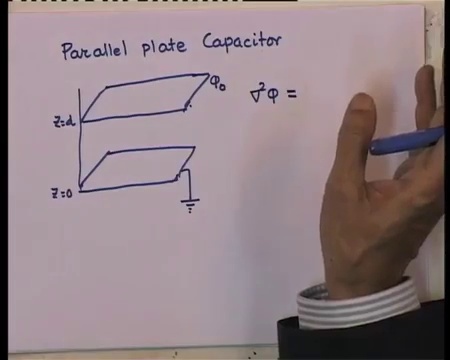 Parallel plate Capacitor
φ₀
∇²φ =
z=d
z=0